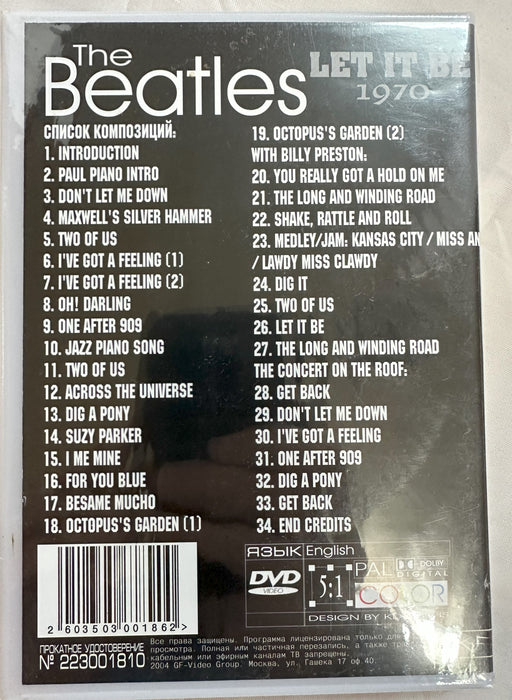 The
Beatles
LET IT BE
1970
СПИСОК КОМПОЗИЦИЙ:
1. INTRODUCTION
2. PAUL PIANO INTRO
3. DON'T LET ME DOWN
4. MAXWELL'S SILVER HAMMER
5. TWO OF US
6. I'VE GOT A FEELING (1)
7. I'VE GOT A FEELING (2)
8. OH! DARLING
9. ONE AFTER 909
10. JAZZ PIANO SONG
11. TWO OF US
12. ACROSS THE UNIVERSE
13. DIG A PONY
14. SUZY PARKER
15. I ME MINE
16. FOR YOU BLUE
17. BESAME MUCHO
18. OCTOPUS'S GARDEN (1)
19. OCTOPUS'S GARDEN (2)
WITH BILLY PRESTON:
20. YOU REALLY GOT A HOLD ON ME
21. THE LONG AND WINDING ROAD
22. SHAKE, RATTLE AND ROLL
23. MEDLEY/JAM: KANSAS CITY / MISS AN
/ LAWDY MISS CLAWDY
24. DIG IT
25. TWO OF US
26. LET IT BE
27. THE LONG AND WINDING ROAD
THE CONCERT ON THE ROOF:
28. GET BACK
29. DON'T LET ME DOWN
30. I'VE GOT A FEELING
31. ONE AFTER 909
32. DIG A PONY
33. GET BACK
34. END CREDITS
2 603503 001862 >
ПРОКАТНОЕ УДОСТОВЕРЕНИЕ
№ 223001810
ЯЗЫК English
DVD
VIDEO
5:1
PAL
DOLBY
DIGITAL
COLOR
DESIGN BY
Все права защищены. Программа лицензирована только для
просмотра. Полная или частичная перезапись, а также
кабельным или эфирным каналам ТВ запрещены.
2004 GF-Video Group. Москва. ул. Гашека 17 оф 40.